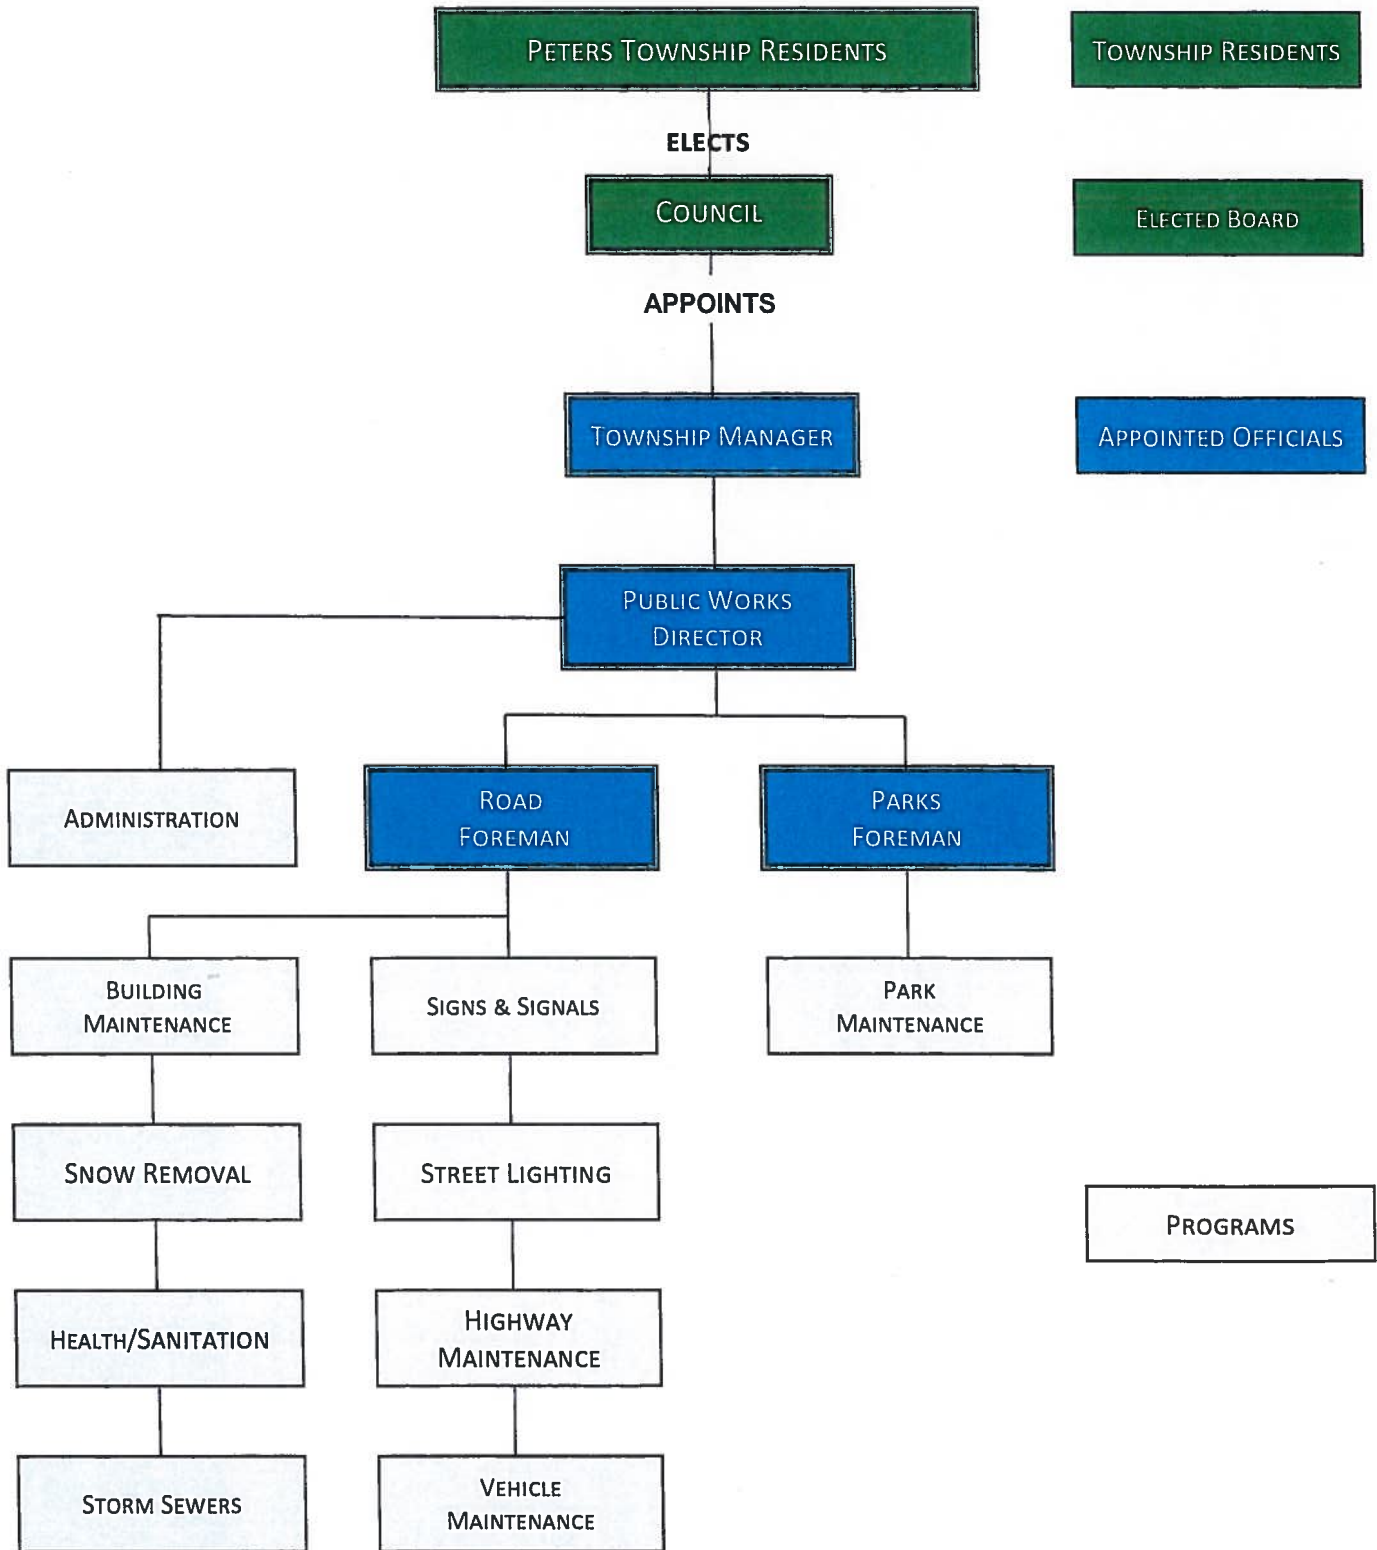 PETERS TOWNSHIP RESIDENTS
TOWNSHIP RESIDENTS
ELECTS
COUNCIL
ELECTED BOARD
APPOINTS
TOWNSHIP MANAGER
APPOINTED OFFICIALS
PUBLIC WORKS
DIRECTOR
ADMINISTRATION
ROAD
FOREMAN
PARKS
FOREMAN
BUILDING
MAINTENANCE
SIGNS & SIGNALS
PARK
MAINTENANCE
SNOW REMOVAL
STREET LIGHTING
PROGRAMS
HEALTH/SANITATION
HIGHWAY
MAINTENANCE
STORM SEWERS
VEHICLE
MAINTENANCE